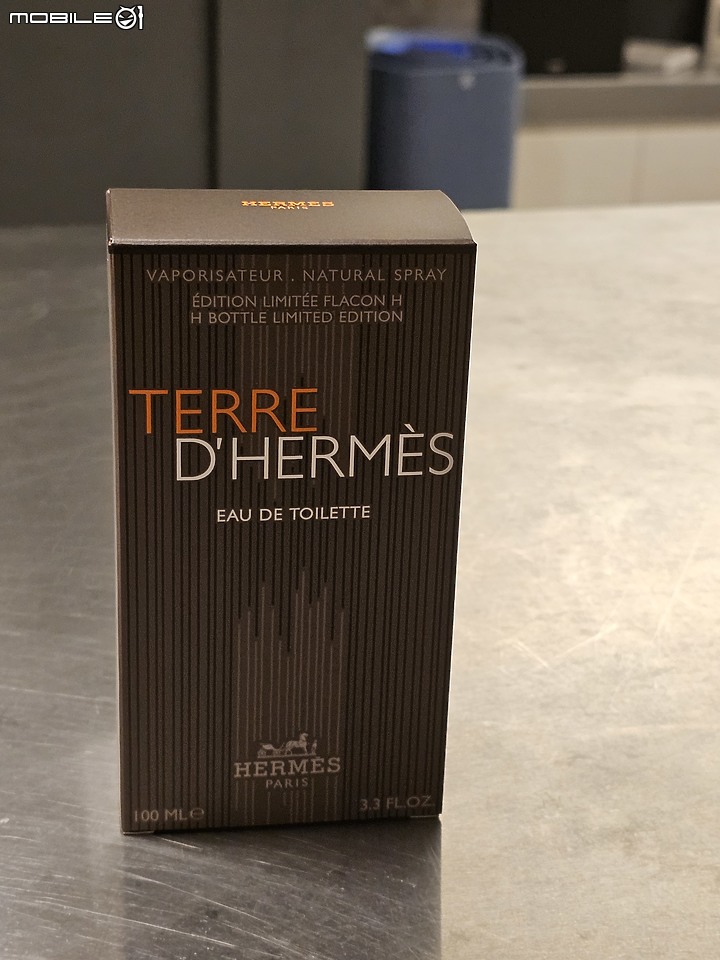 MOBILE01
HERMÈS
PARIS
VAPORISATEUR . NATURAL SPRAY
ÉDITION LIMITÉE FLACON H
H BOTTLE LIMITED EDITION
TERRE
D'HERMÈS
EAU DE TOILETTE
HERMÈS
PARIS
100 ML ℮ 3.3 FL.OZ.